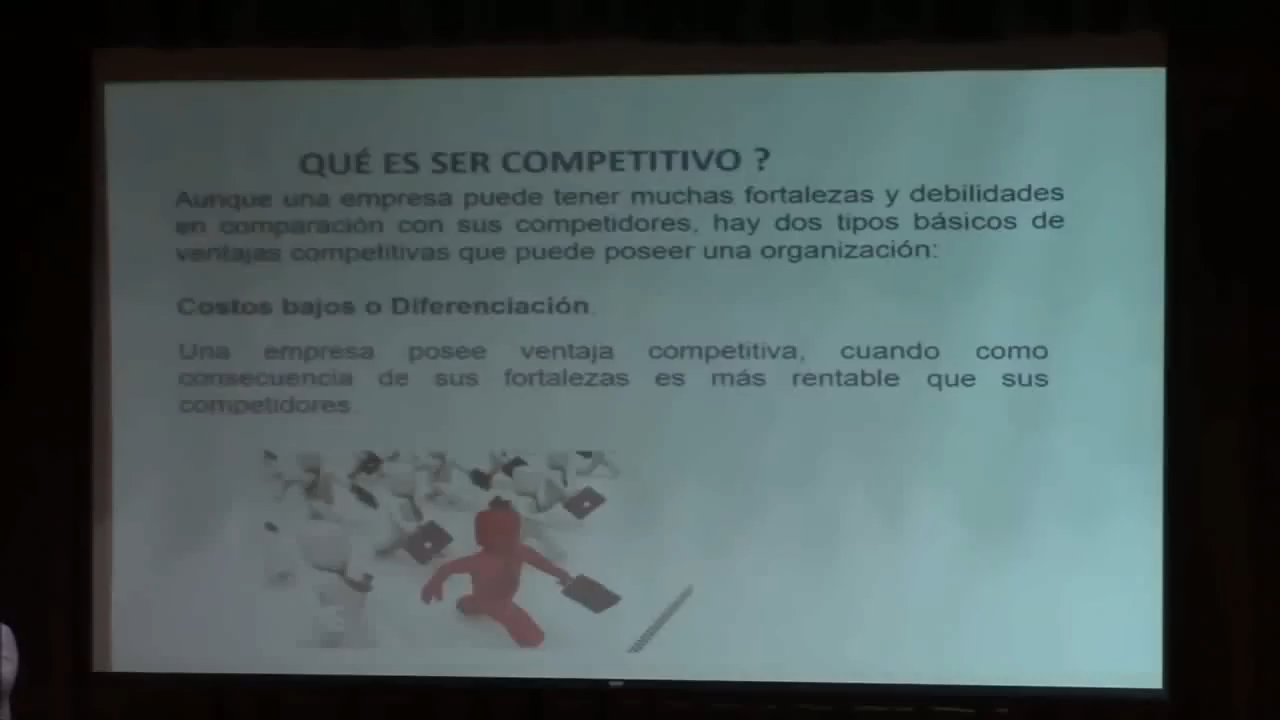 QUÉ ES SER COMPETITIVO ?
Aunque una empresa puede tener muchas fortalezas y debilidades
en comparación con sus competidores, hay dos tipos básicos de
ventajas competitivas que puede poseer una organización:
Costos bajos o Diferenciación.
Una empresa posee ventaja competitiva, cuando como
consecuencia de sus fortalezas es más rentable que sus
competidores.